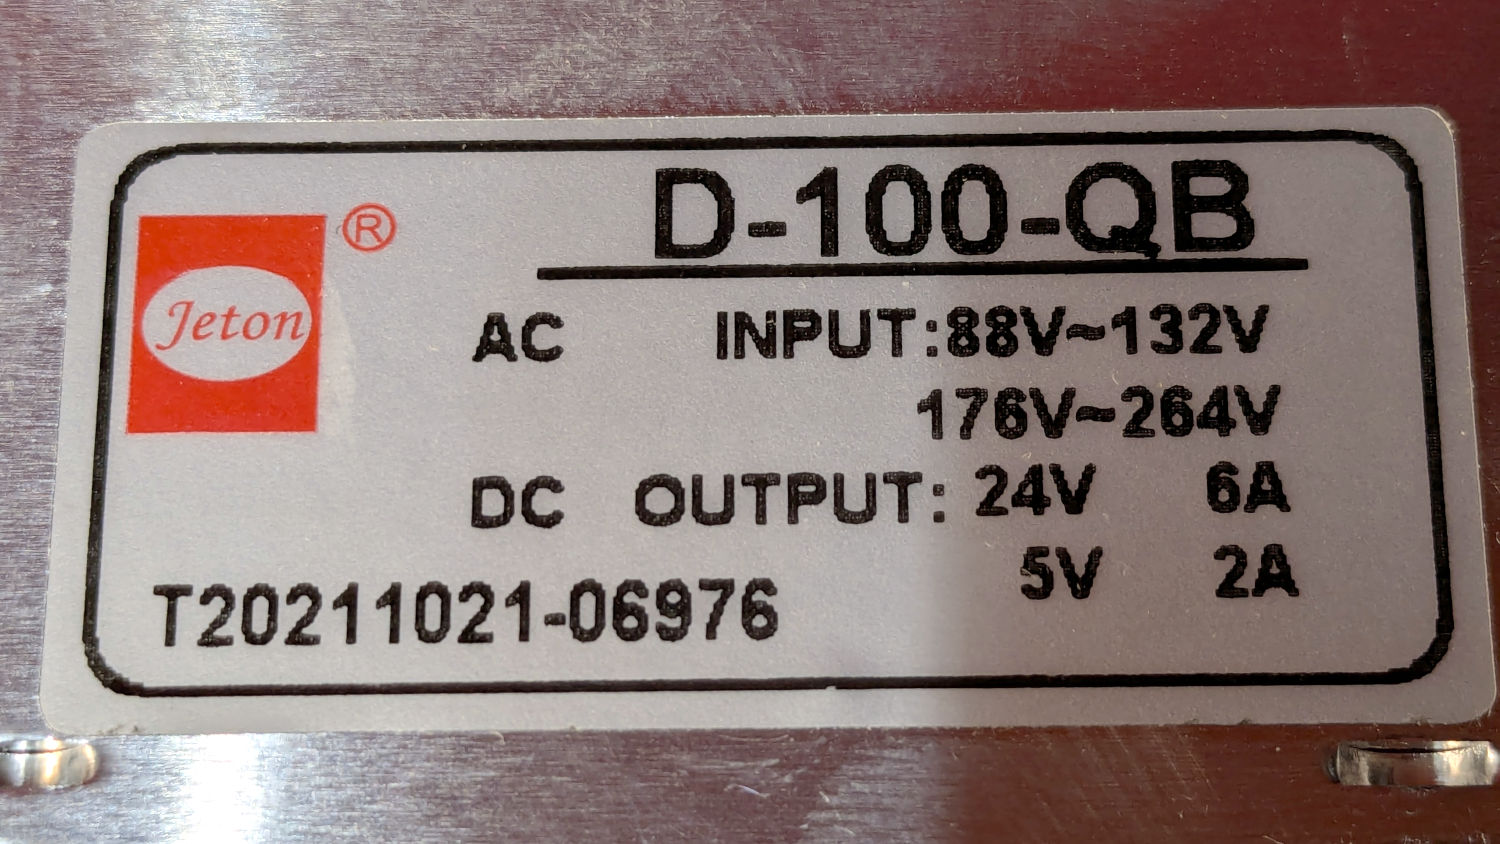 D-100-QB
Jeton ®
AC INPUT:88V~132V
176V~264V
DC OUTPUT: 24V 6A
5V 2A
T20211021-06976